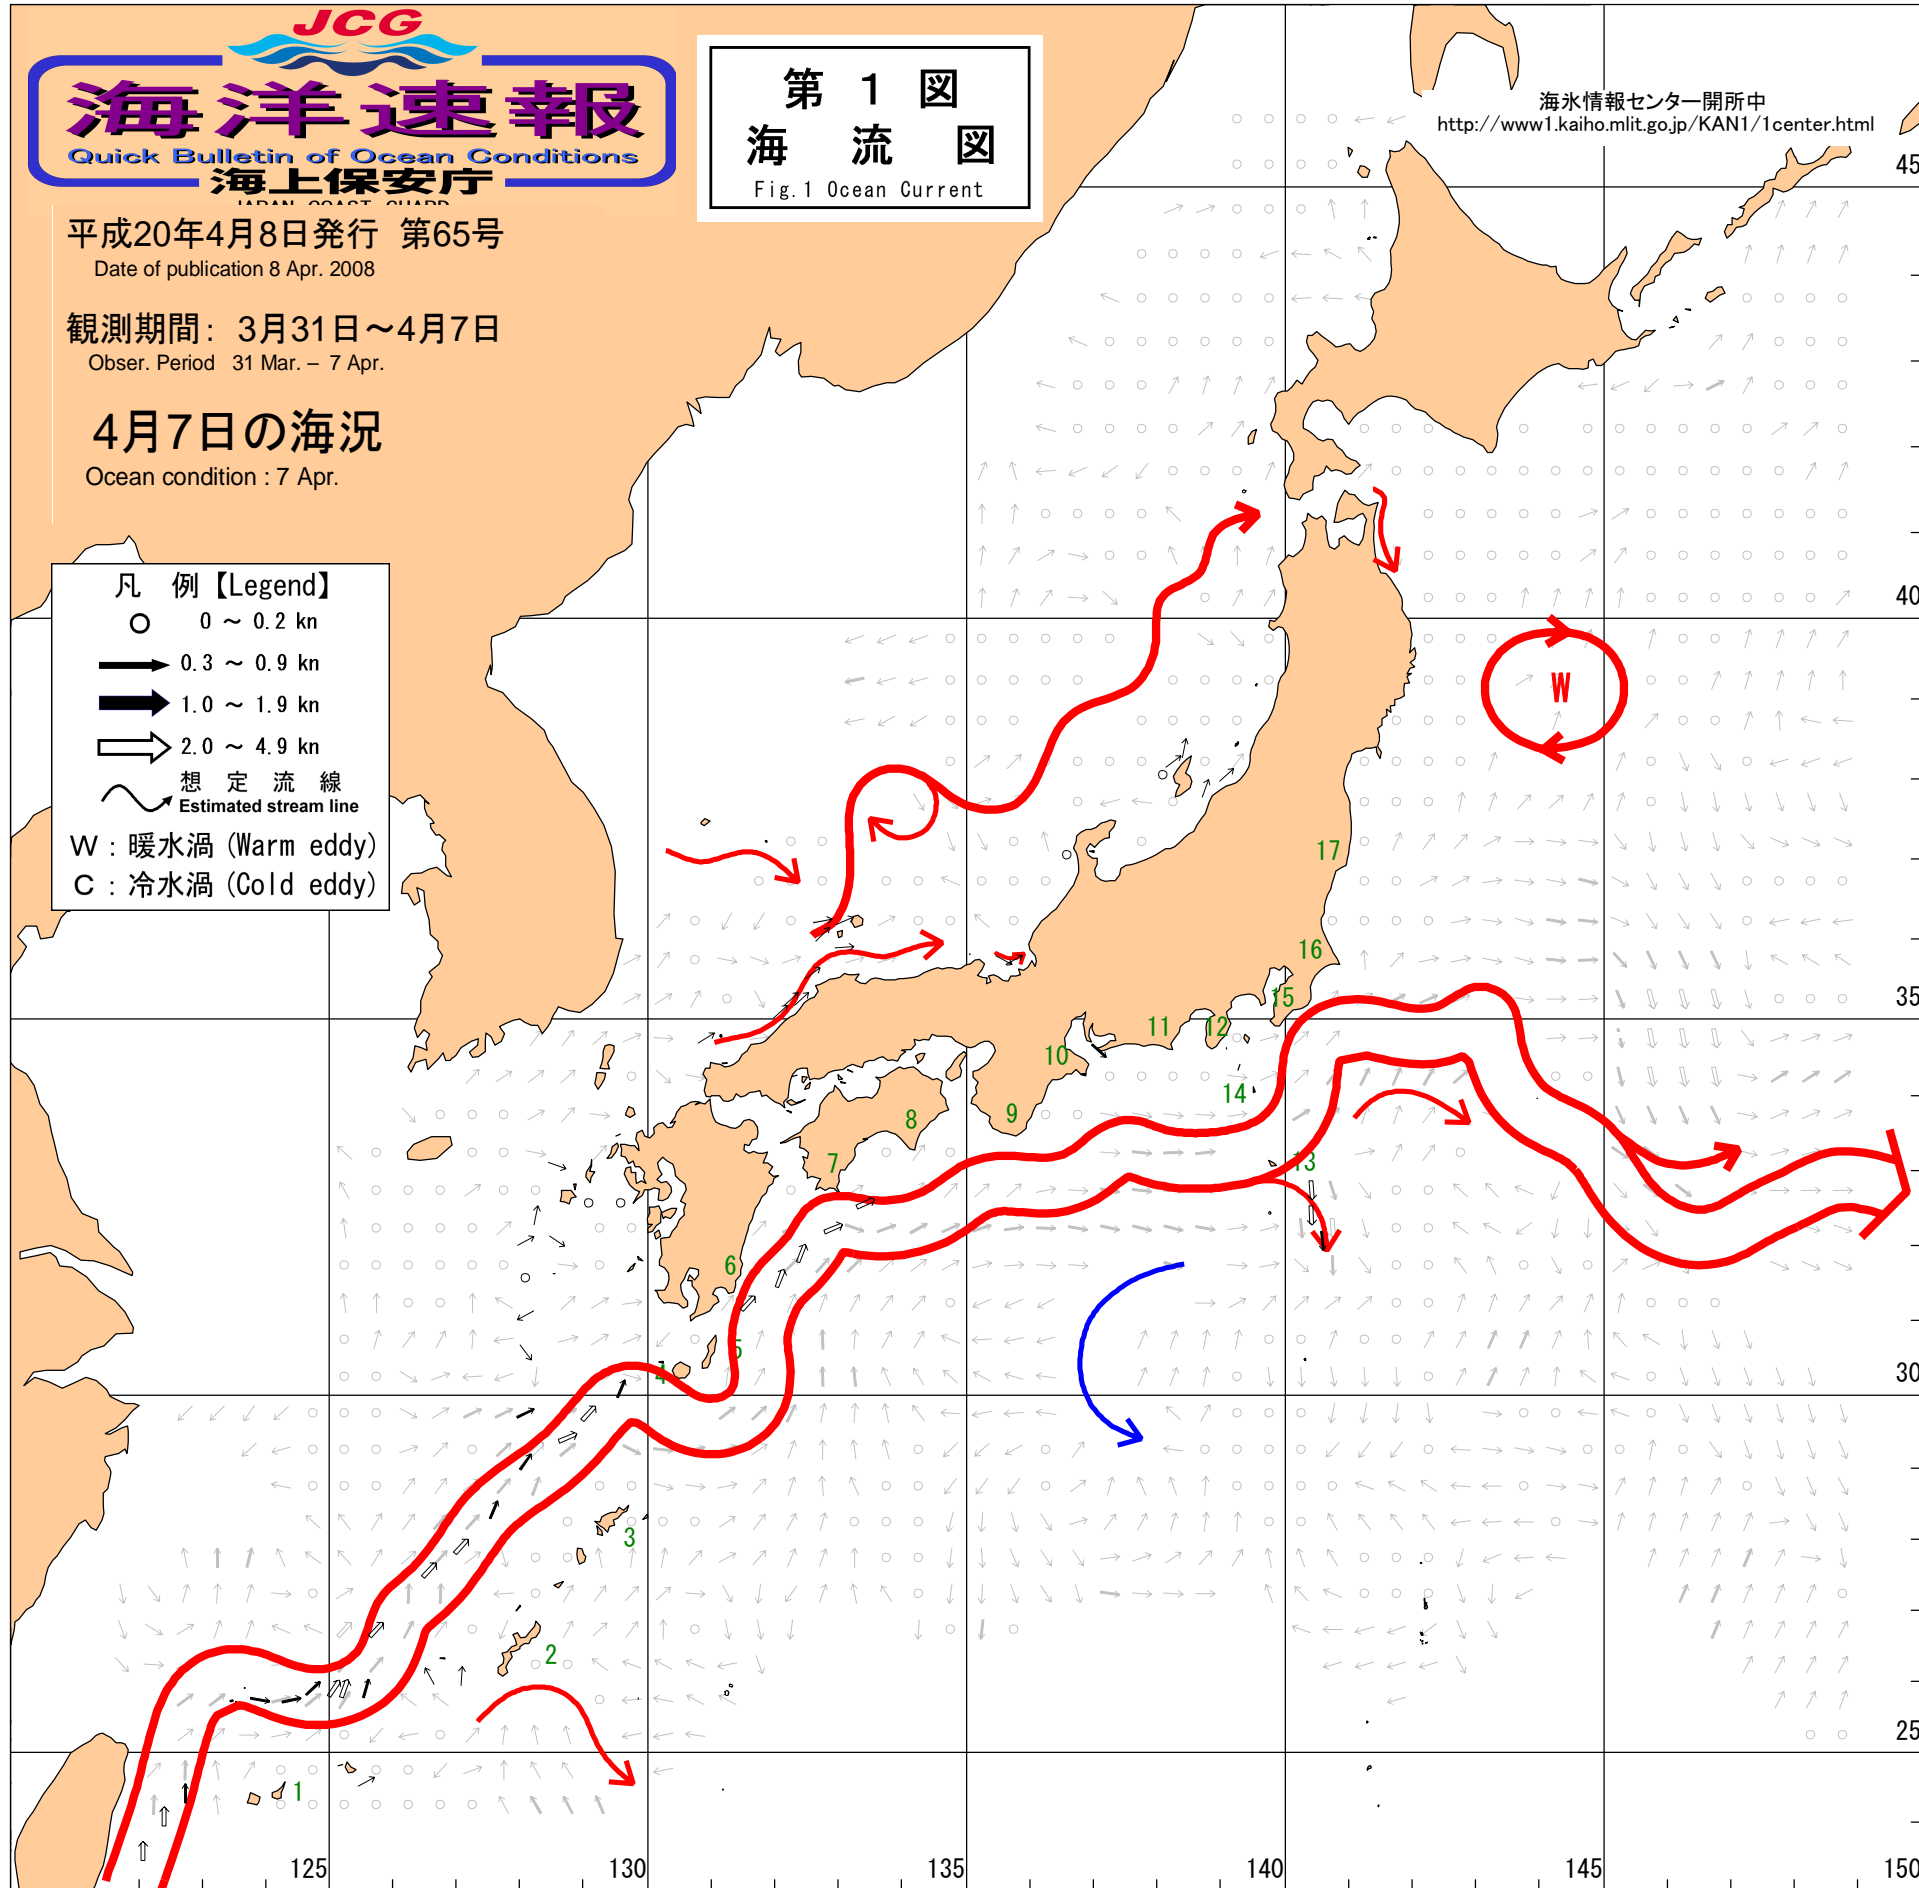 JCG
海洋速報
Quick Bulletin of Ocean Conditions
海上保安庁
JAPAN COAST GUARD
平成20年4月8日発行 第65号
Date of publication 8 Apr. 2008
観測期間: 3月31日～4月7日
Obser. Period 31 Mar. – 7 Apr.
4月7日の海況
Ocean condition : 7 Apr.
第 1 図
海 流 図
Fig.1 Ocean Current
海氷情報センター開所中
http://www1.kaiho.mlit.go.jp/KAN1/1center.html
凡 例【Legend】
0 ～ 0.2 kn
0.3 ～ 0.9 kn
1.0 ～ 1.9 kn
2.0 ～ 4.9 kn
想 定 流 線
Estimated stream line
W : 暖水渦 (Warm eddy)
C : 冷水渦 (Cold eddy)
45
40
W
17
16
15
35
12
11
10
14
9
8
7
13
6
5
4
30
3
2
25
1
125
130
135
140
145
150